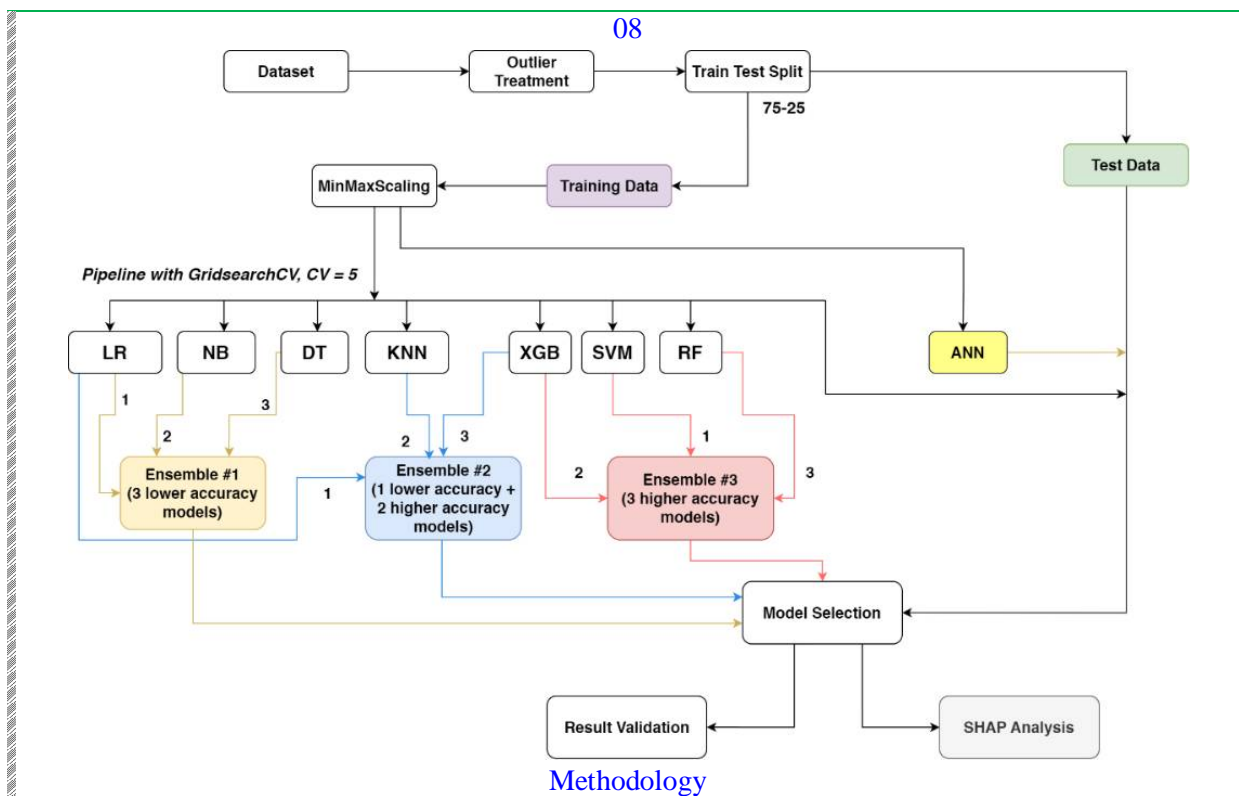 08
Dataset
Outlier
Treatment
Train Test Split
75-25
Test Data
MinMaxScaling
Training Data
Pipeline with GridsearchCV, CV = 5
LR
NB
DT
KNN
XGB
SVM
RF
ANN
1
2
3
2
3
1
2
3
1
Ensemble #1
(3 lower accuracy
models)
Ensemble #2
(1 lower accuracy +
2 higher accuracy
models)
Ensemble #3
(3 higher accuracy
models)
Model Selection
Result Validation
SHAP Analysis
Methodology